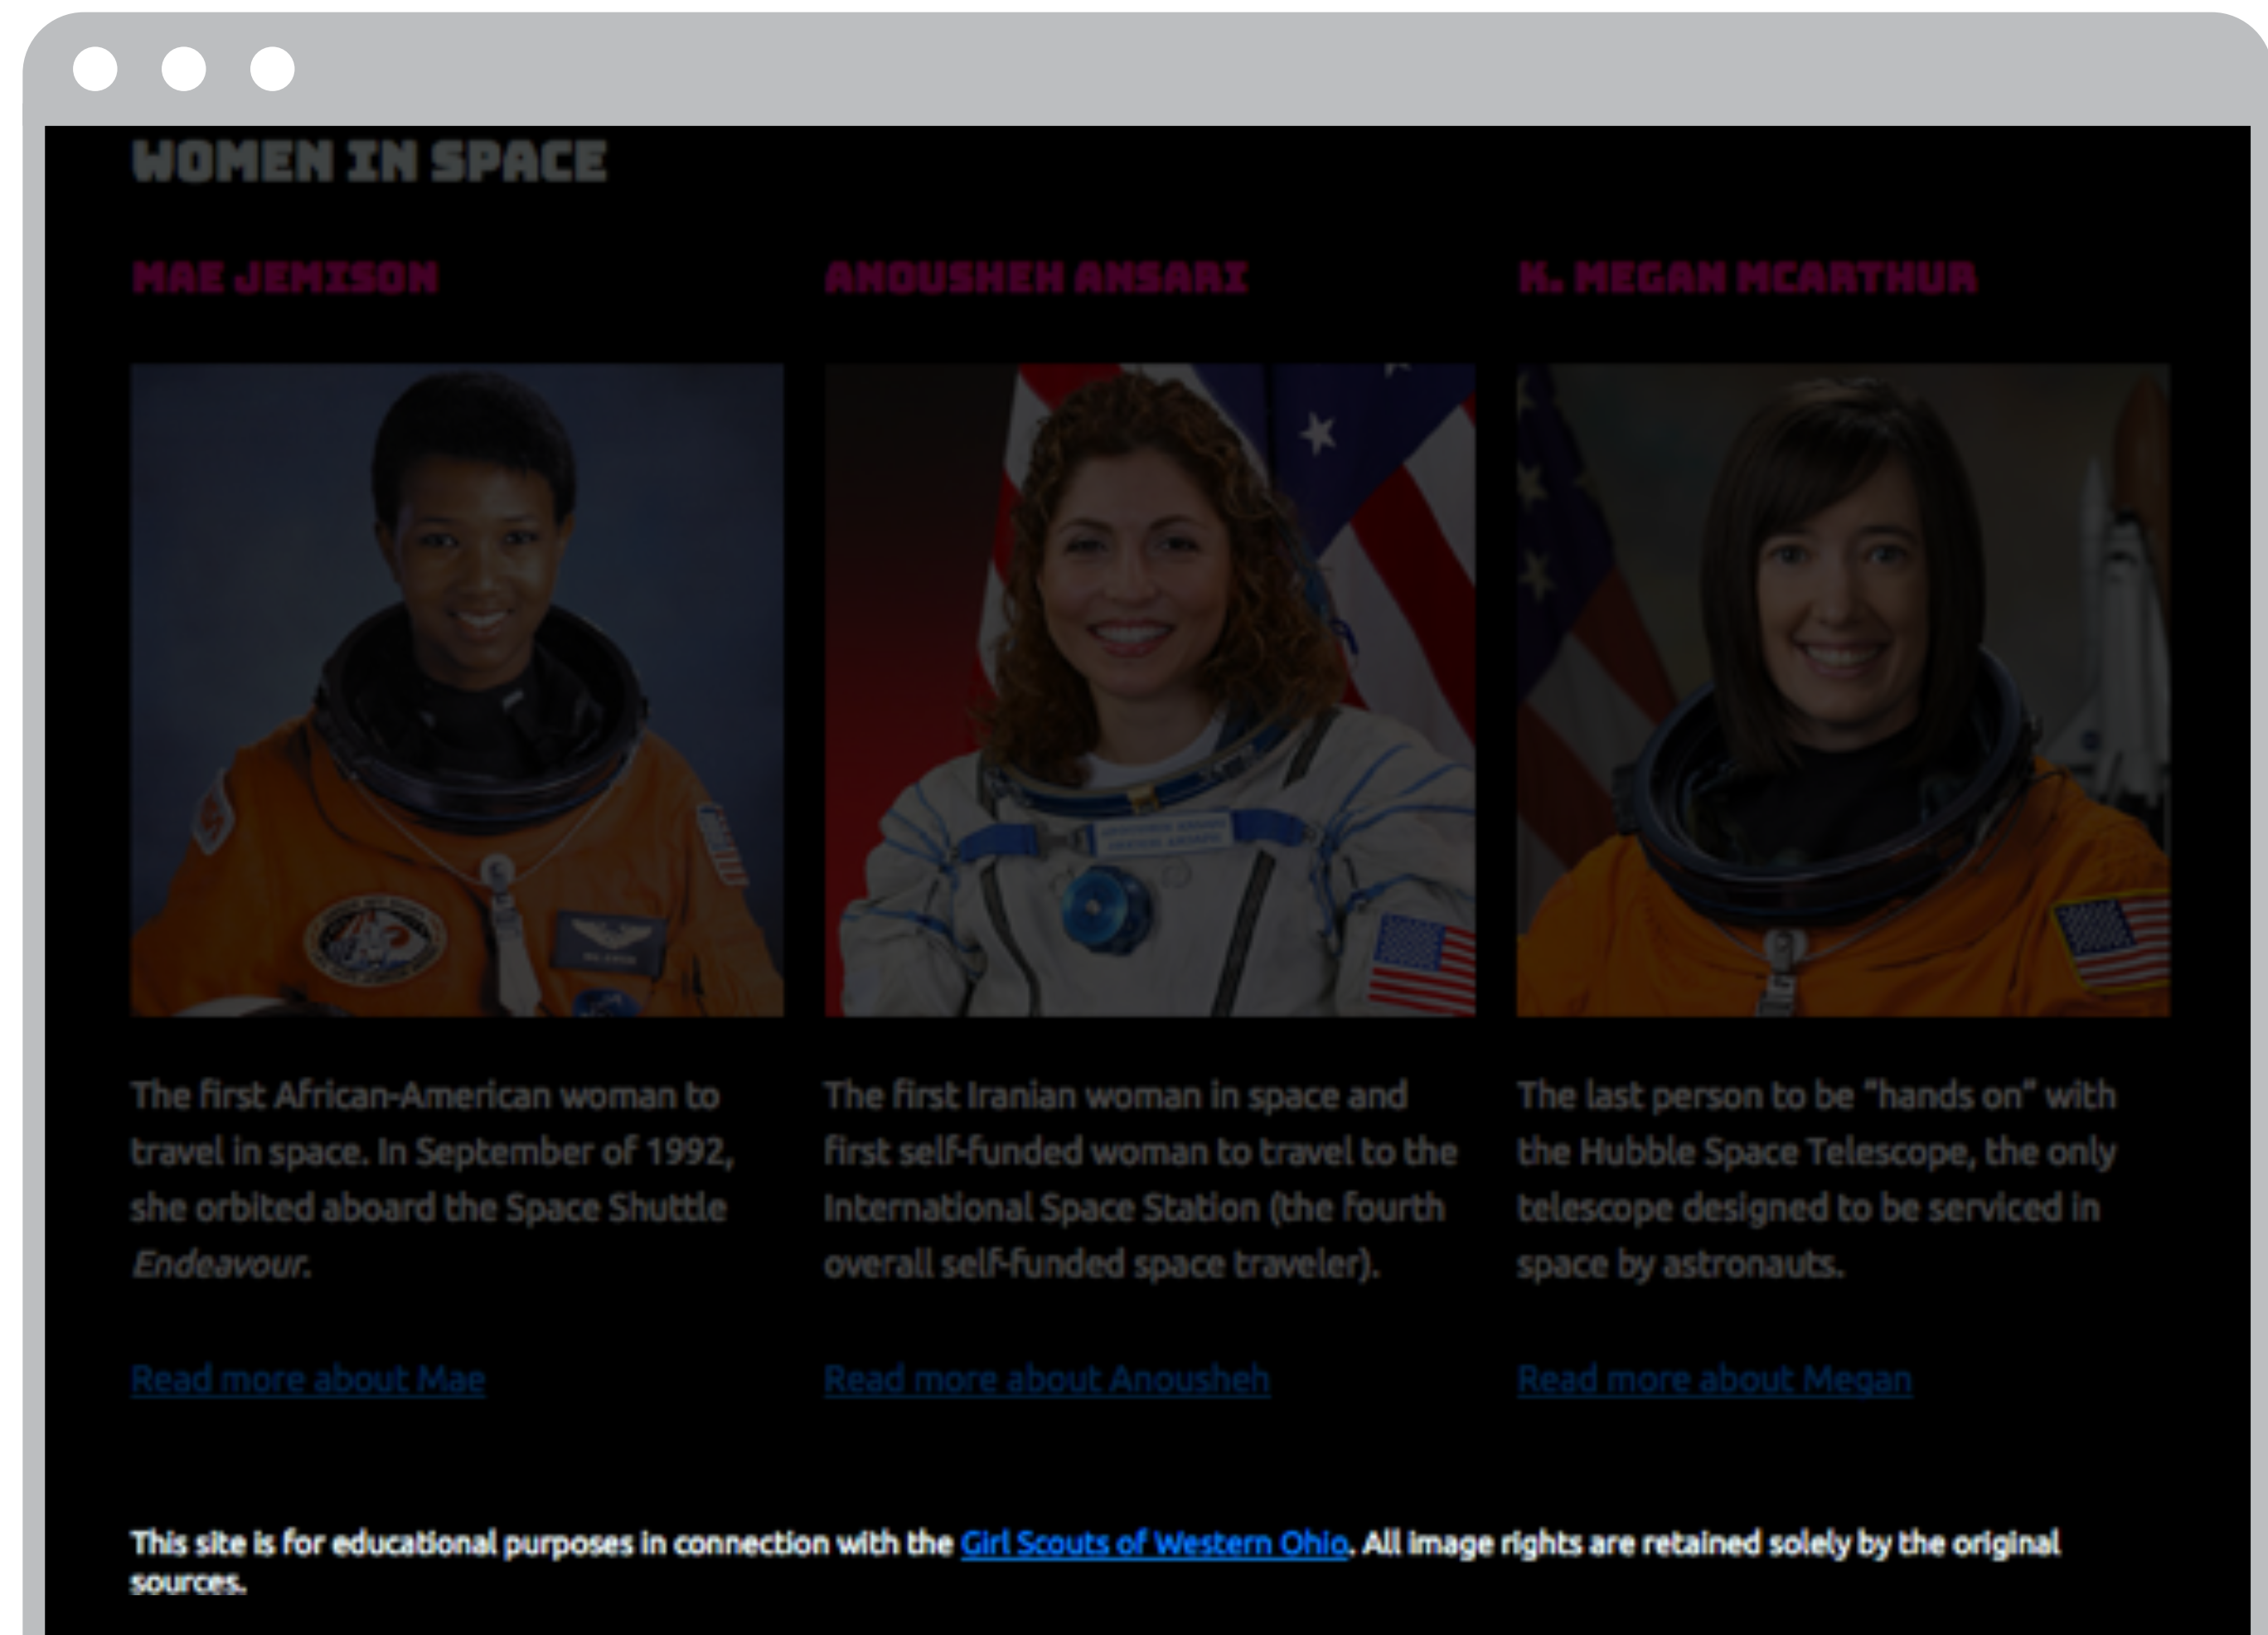 WOMEN IN SPACE
MAE JEMISON
The first African-American woman to
travel in space. In September of 1992,
she orbited aboard the Space Shuttle
Endeavour.
Read more about Mae
ANOUSHEH ANSARI
The first Iranian woman in space and
first self-funded woman to travel to the
International Space Station (the fourth
overall self-funded space traveler).
Read more about Anousheh
K. MEGAN MCARTHUR
The last person to be "hands on" with
the Hubble Space Telescope, the only
telescope designed to be serviced in
space by astronauts.
Read more about Megan
This site is for educational purposes in connection with the Girl Scouts of Western Ohio. All image rights are retained solely by the original
sources.